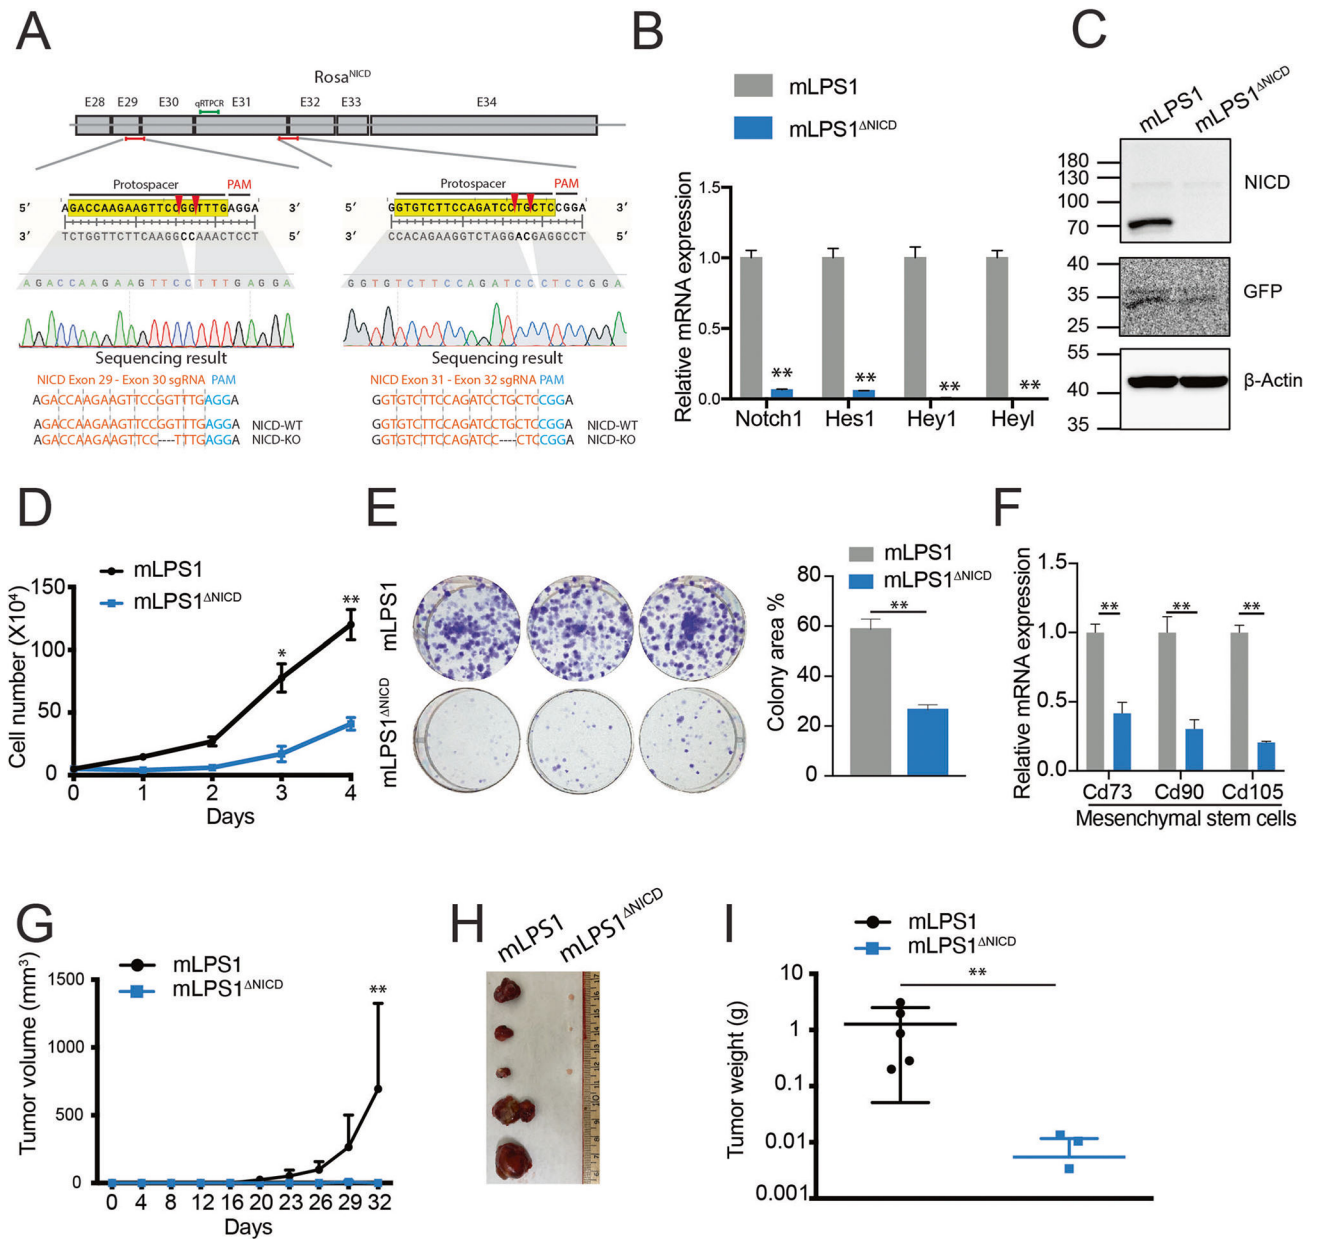 A
Rosa^NICD
E28 E29 E30 qRTPCR E31 E32 E33 E34
Protospacer PAM
5′ AGACCAAGAAGTTCCGGTTTGAGGA 3′
3′ TCTGGTTCTTCAAGGCCAAACTCCT 5′
AGACCAAGAAGTTCCTTTGAGGA
Protospacer PAM
5′ GGTGTCTTCCAGATCCTGCTCCGGA 3′
3′ CCACAGAAGGTCTAGGACGAGGCCT 5′
GGTGTCTTCCAGATCCCTCCGGA
Sequencing result
NICD Exon 29 - Exon 30 sgRNA PAM
AGACCAAGAAGTTCCGGTTTGAGGA
AGACCAAGAAGTTCCGGTTTGAGGA NICD-WT
AGACCAAGAAGTTCC----TTTGAGGA NICD-KO
Sequencing result
NICD Exon 31 - Exon 32 sgRNA PAM
GGTGTCTTCCAGATCCTGCTCCGGA
GGTGTCTTCCAGATCCTGCTCCGGA NICD-WT
GGTGTCTTCCAGATCC----CTCCGGA NICD-KO
B
mLPS1
mLPS1^ΔNICD
Relative mRNA expression
1.5
1.0
0.5
0.0
** ** ** **
Notch1 Hes1 Hey1 Heyl
C
mLPS1 mLPS1^ΔNICD
180
130
100
70
NICD
40
35
25
GFP
55
40
35
β-Actin
D
mLPS1
mLPS1^ΔNICD
Cell number (X10⁴)
150
100
50
0
* **
0 1 2 3 4
Days
E
mLPS1
mLPS1^ΔNICD
mLPS1
mLPS1^ΔNICD
Colony area %
80
60
40
20
0
**
F
Relative mRNA expression
1.5
1.0
0.5
0.0
** ** **
Cd73 Cd90 Cd105
Mesenchymal stem cells
G
mLPS1
mLPS1^ΔNICD
Tumor volume (mm³)
1500
1000
500
0
**
0 4 8 12 16 20 23 26 29 32
Days
H
mLPS1 mLPS1^ΔNICD
I
mLPS1
mLPS1^ΔNICD
Tumor weight (g)
10
1
0.1
0.01
0.001
**